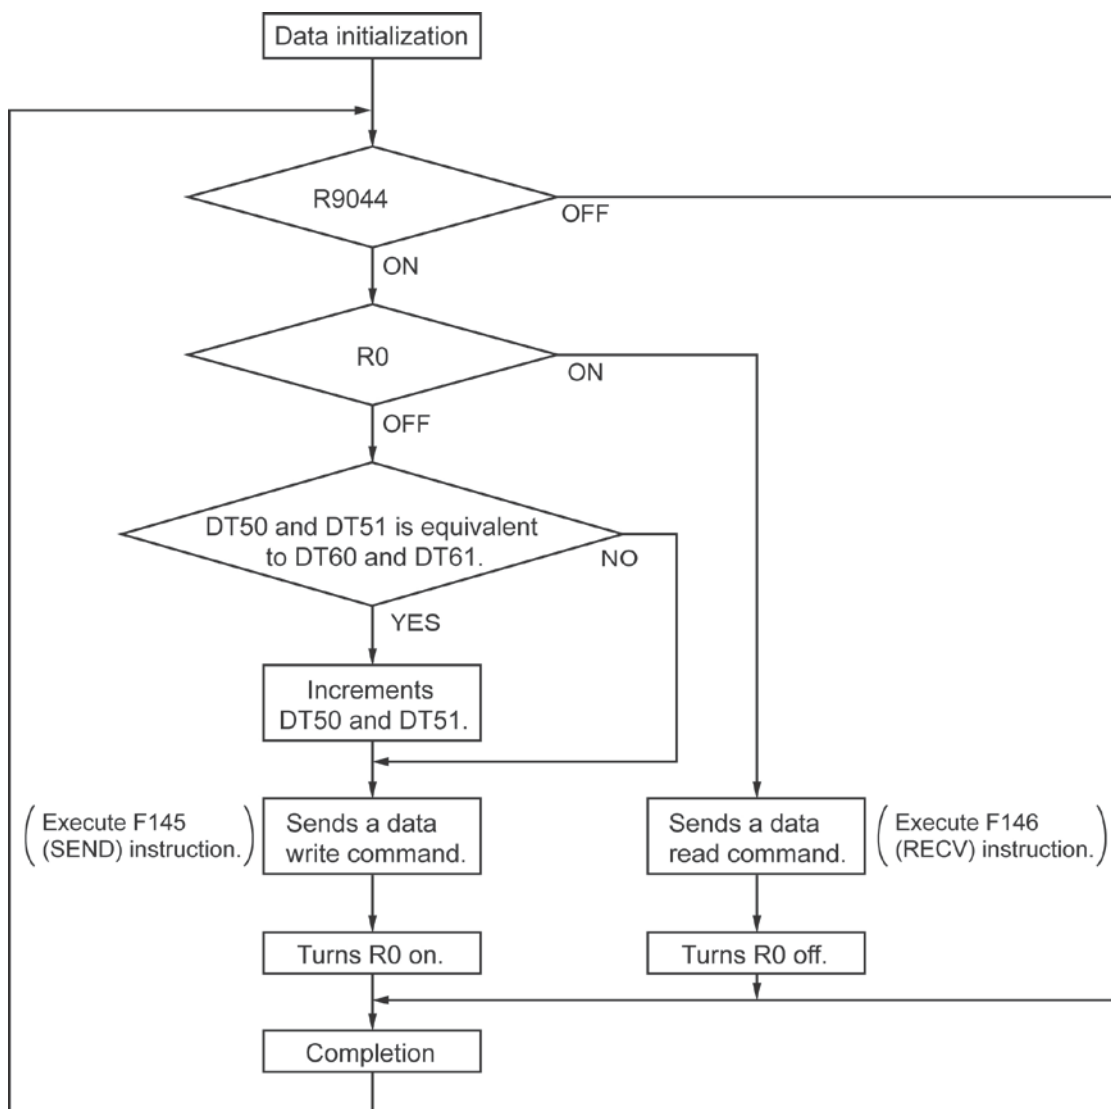 Data initialization
R9044
OFF
ON
R0
ON
OFF
DT50 and DT51 is equivalent
to DT60 and DT61.
NO
YES
Increments
DT50 and DT51.
(Execute F145
(SEND) instruction.)
Sends a data
write command.
Sends a data
read command.
(Execute F146
(RECV) instruction.)
Turns R0 on.
Turns R0 off.
Completion